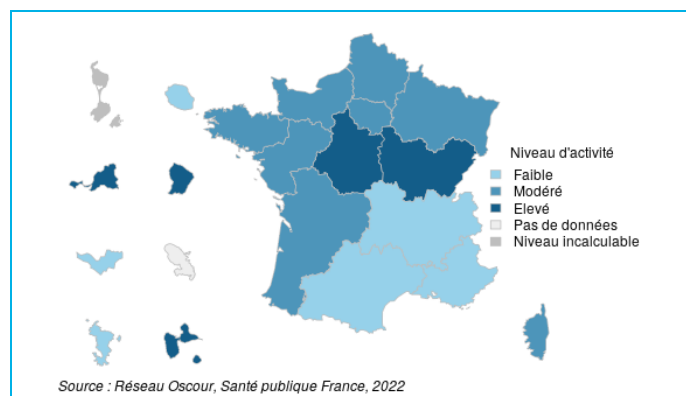 Niveau d'activité
Faible
Modéré
Elevé
Pas de données
Niveau incalculable
Source : Réseau Oscour, Santé publique France, 2022